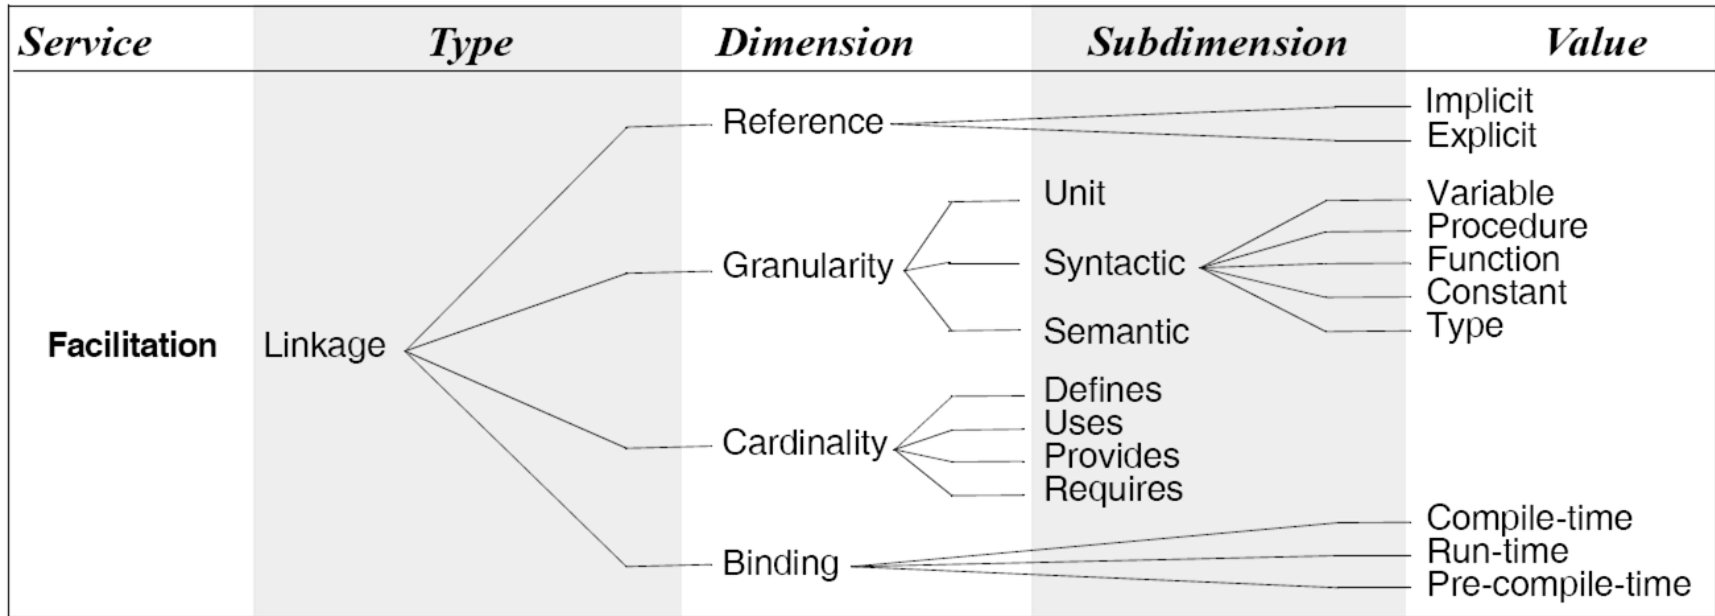 Service Type Dimension Subdimension Value
Facilitation
Linkage
Reference
Implicit
Explicit
Granularity
Unit
Syntactic
Variable
Procedure
Function
Constant
Type
Semantic
Cardinality
Defines
Uses
Provides
Requires
Binding
Compile-time
Run-time
Pre-compile-time